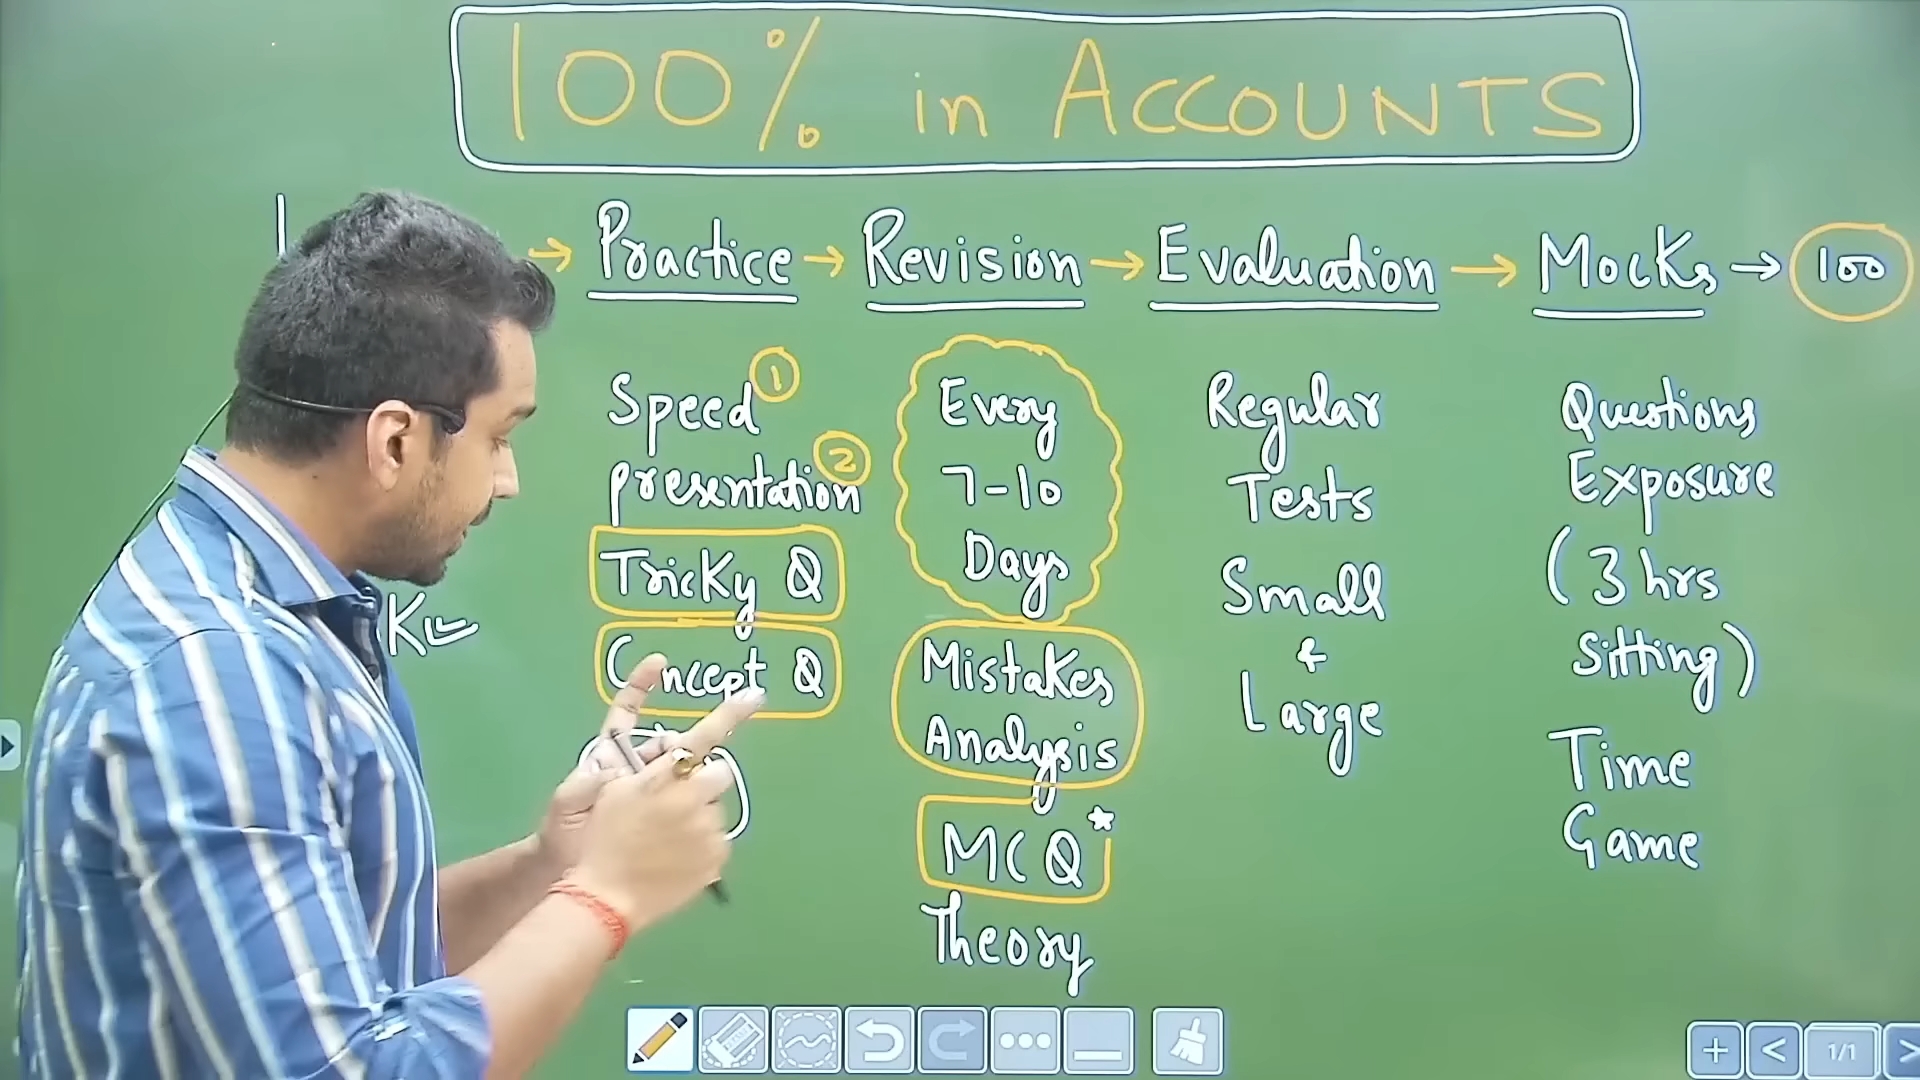 100% in ACCOUNTS
→ Practice → Revision → Evaluation → Mocks → 100
Speed ①
presentation ②
Tricky Q
Concept Q
Every
7-10
Days
Mistakes
Analysis
MCQ *
Theory
Regular
Tests
Small
&
Large
Questions
Exposure
(3 hrs
sitting)
Time
Game
1/1